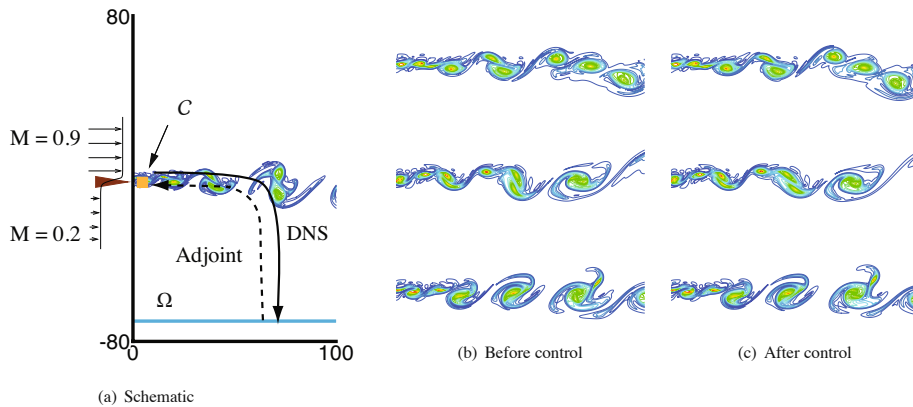 80
C
M = 0.9
M = 0.2
DNS
Adjoint
Ω
-80
0
100
(a) Schematic
(b) Before control
(c) After control